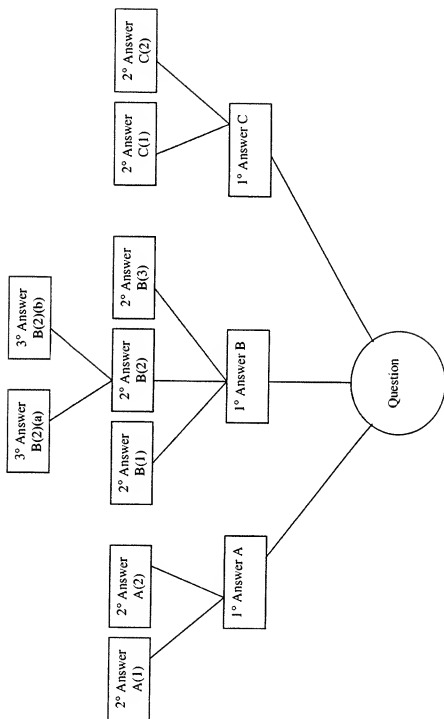 3° Answer
B(2)(a)
3° Answer
B(2)(b)
2° Answer
A(1)
2° Answer
A(2)
2° Answer
B(1)
2° Answer
B(2)
2° Answer
B(3)
2° Answer
C(1)
2° Answer
C(2)
1° Answer A
1° Answer B
1° Answer C
Question